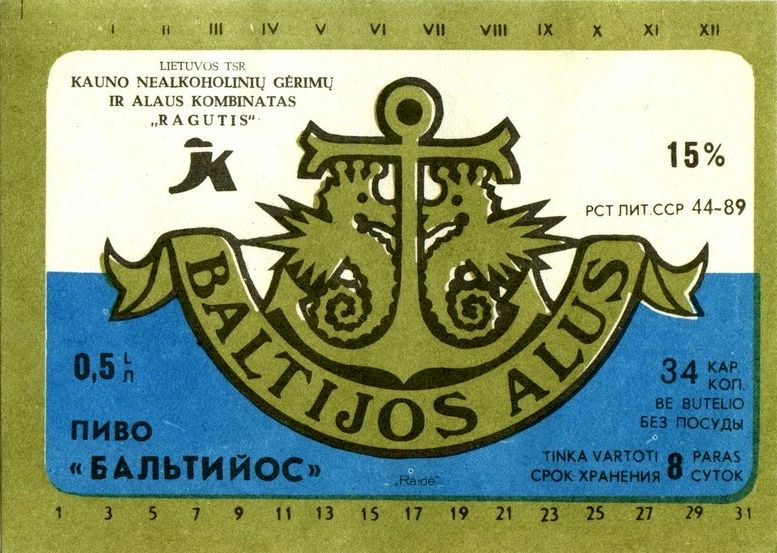 I II III IV V VI VII VIII IX X XI XII
LIETUVOS TSR
KAUNO NEALKOHOLINIŲ GĖRIMŲ
IR ALAUS KOMBINATAS
„RAGUTIS“
JK
15%
РСТ ЛИТ.ССР 44-89
BALTIJOS ALUS
0,5 L
Л
34 KAP.
КОП.
BE BUTELIO
БЕЗ ПОСУДЫ
ПИВО
«БАЛЬТИЙОС»
TINKA VARTOTI 8 PARAS
СРОК ХРАНЕНИЯ СУТОК
„Raidė“
1 3 5 7 9 11 13 15 17 19 21 23 25 27 29 31